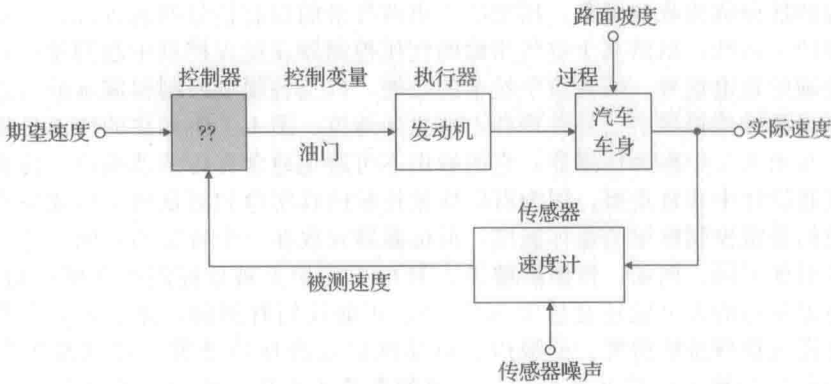 路面坡度
控制器
控制变量
执行器
过程
期望速度
??
油门
发动机
汽车
车身
实际速度
传感器
速度计
被测速度
传感器噪声